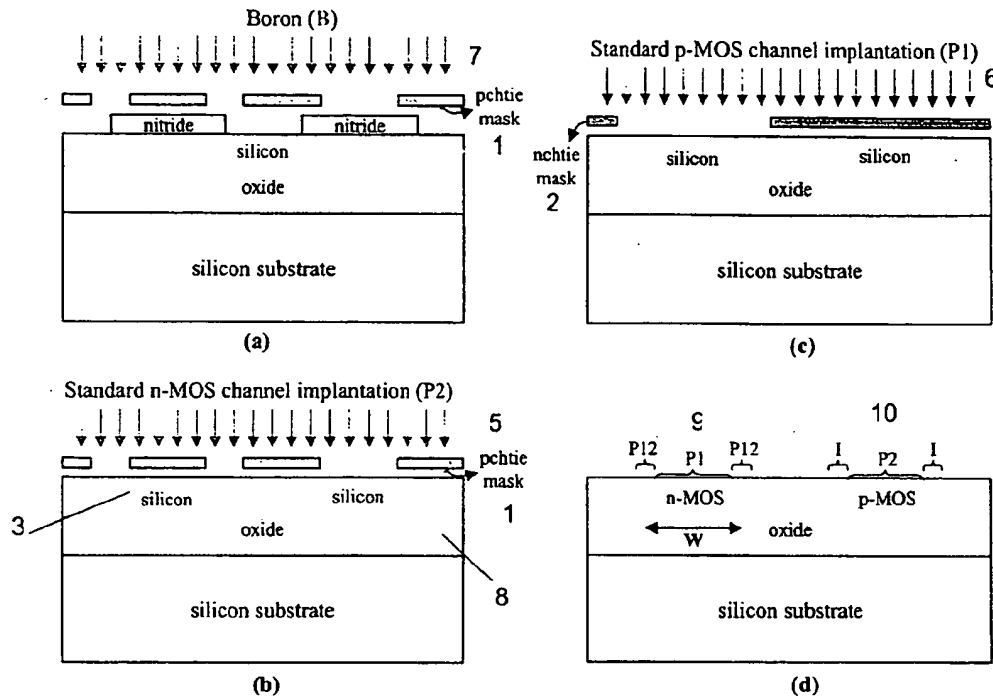 Boron (B)
7
pchtie
mask
1
nitride
nitride
silicon
oxide
silicon substrate
(a)
Standard p-MOS channel implantation (P1)
6
nchtie
mask
2
silicon
silicon
oxide
silicon substrate
(c)
Standard n-MOS channel implantation (P2)
5
pchtie
mask
1
3
silicon
silicon
oxide
8
silicon substrate
(b)
9
10
P12
P1
P12
I
P2
I
n-MOS
p-MOS
W
oxide
silicon substrate
(d)